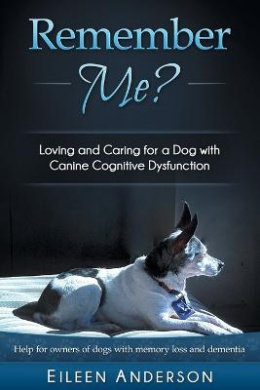 Remember
Me?
Loving and Caring for a Dog with
Canine Cognitive Dysfunction
Help for owners of dogs with memory loss and dementia
EILEEN ANDERSON